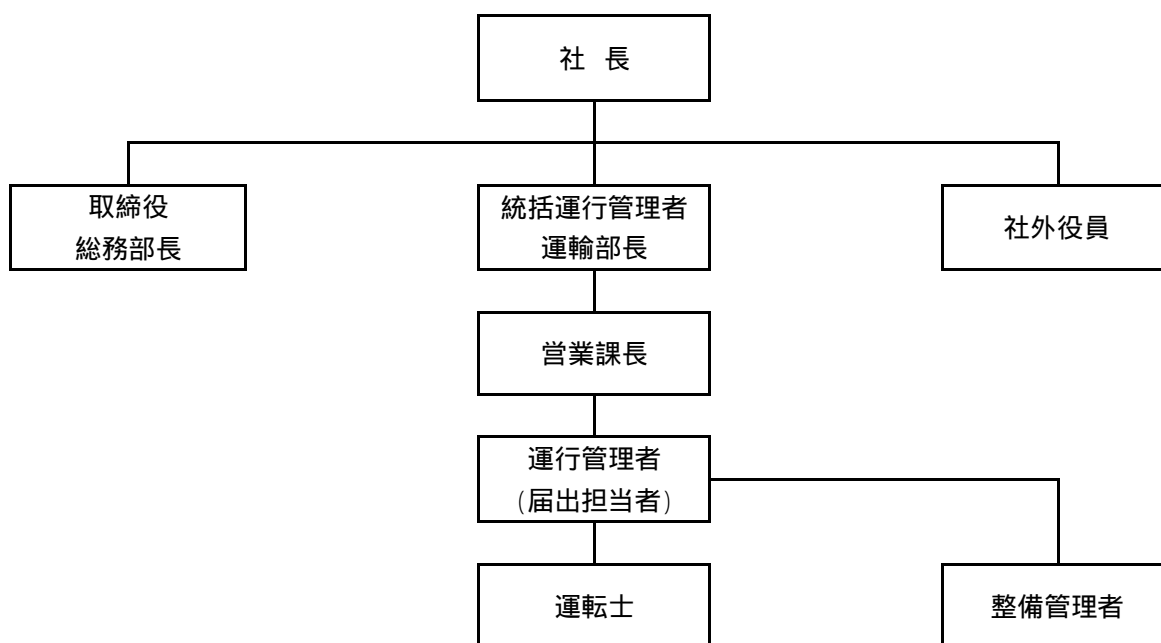 社 長
取締役
総務部長
統括運行管理者
運輸部長
社外役員
営業課長
運行管理者
(届出担当者)
運転士
整備管理者